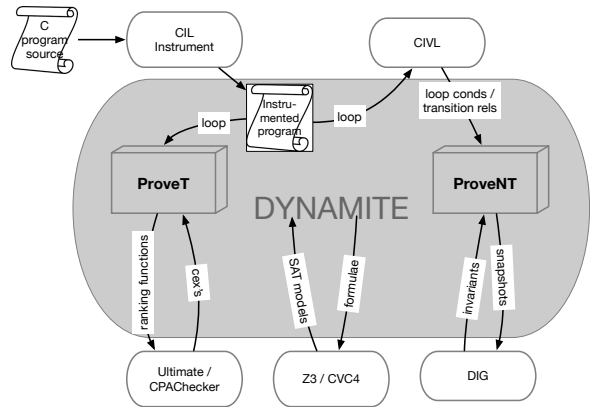 C
program
source
CIL
Instrument
CIVL
Instru-
mented
program
loop
loop
loop conds /
transition rels
ProveT
DYNAMITE
ProveNT
ranking functions
cex's
SAT models
formulae
invariants
snapshots
Ultimate /
CPAChecker
Z3 / CVC4
DIG